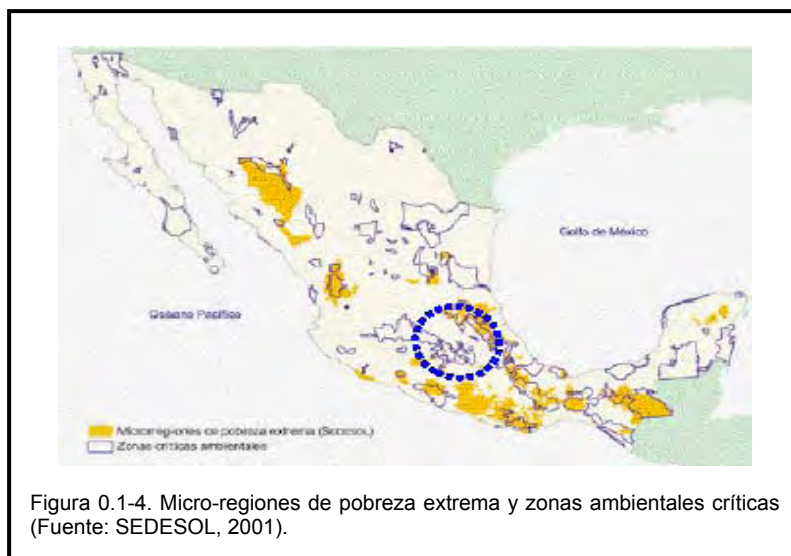 Golfo de México
Océano Pacífico
Microrregiones de pobreza extrema (SEDESOL)
Zonas críticas ambientales
Figura 0.1-4. Micro-regiones de pobreza extrema y zonas ambientales críticas
(Fuente: SEDESOL, 2001).